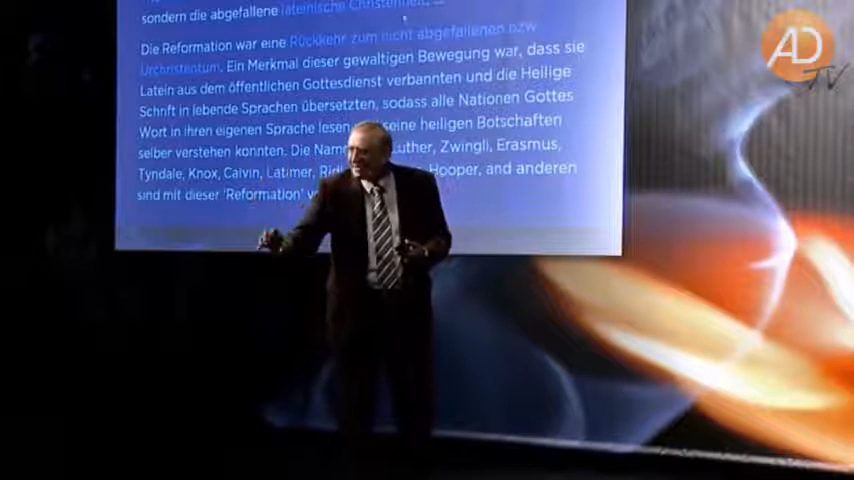 sondern die abgefallene lateinische Christenheit.
Die Reformation war eine Rückkehr zum nicht abgefallenen bzw
Urchristentum. Ein Merkmal dieser gewaltigen Bewegung war, dass sie
Latein aus dem öffentlichen Gottesdienst verbannten und die Heilige
Schrift in lebende Sprachen übersetzten, sodass alle Nationen Gottes
Wort in ihren eigenen Sprache lesen seine heiligen Botschaften
selber verstehen konnten. Die Luther, Zwingli, Erasmus,
Tyndale, Knox, Calvin, Latimer, Hooper, and anderen
sind mit dieser 'Reformation'
AD
TV